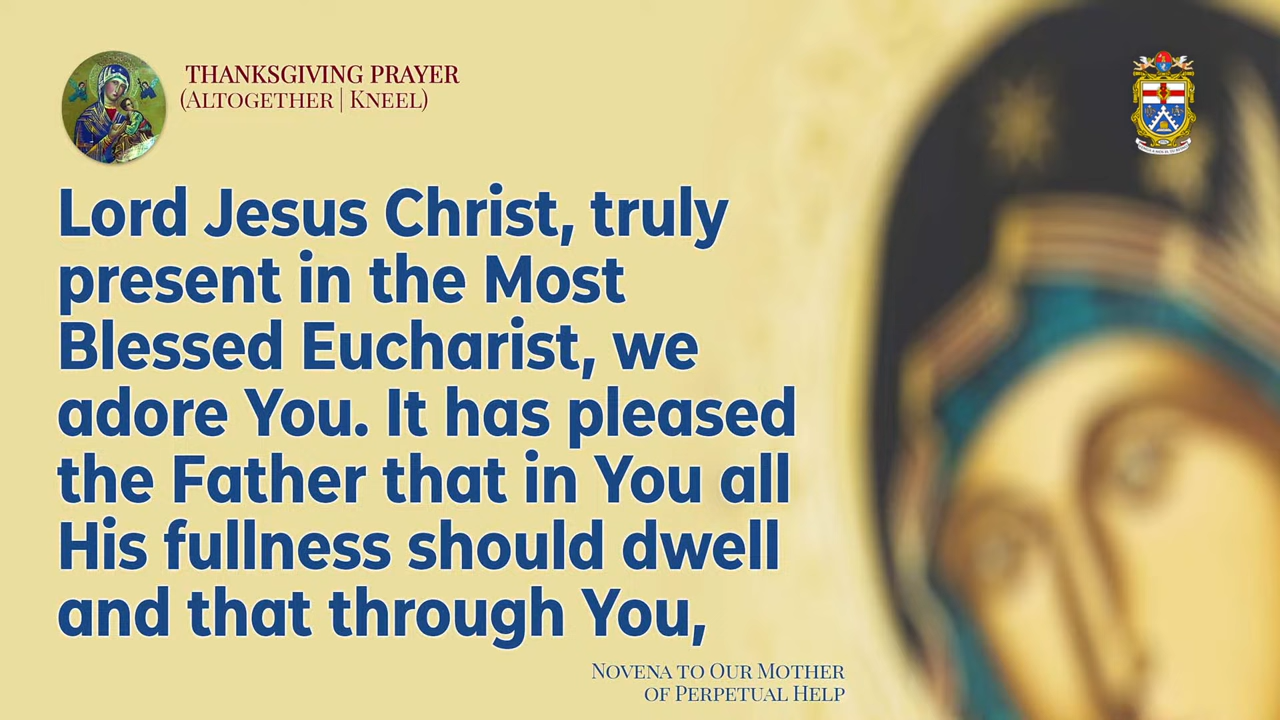 THANKSGIVING PRAYER
(ALTOGETHER | KNEEL)
Lord Jesus Christ, truly
present in the Most
Blessed Eucharist, we
adore You. It has pleased
the Father that in You all
His fullness should dwell
and that through You,
NOVENA TO OUR MOTHER
OF PERPETUAL HELP